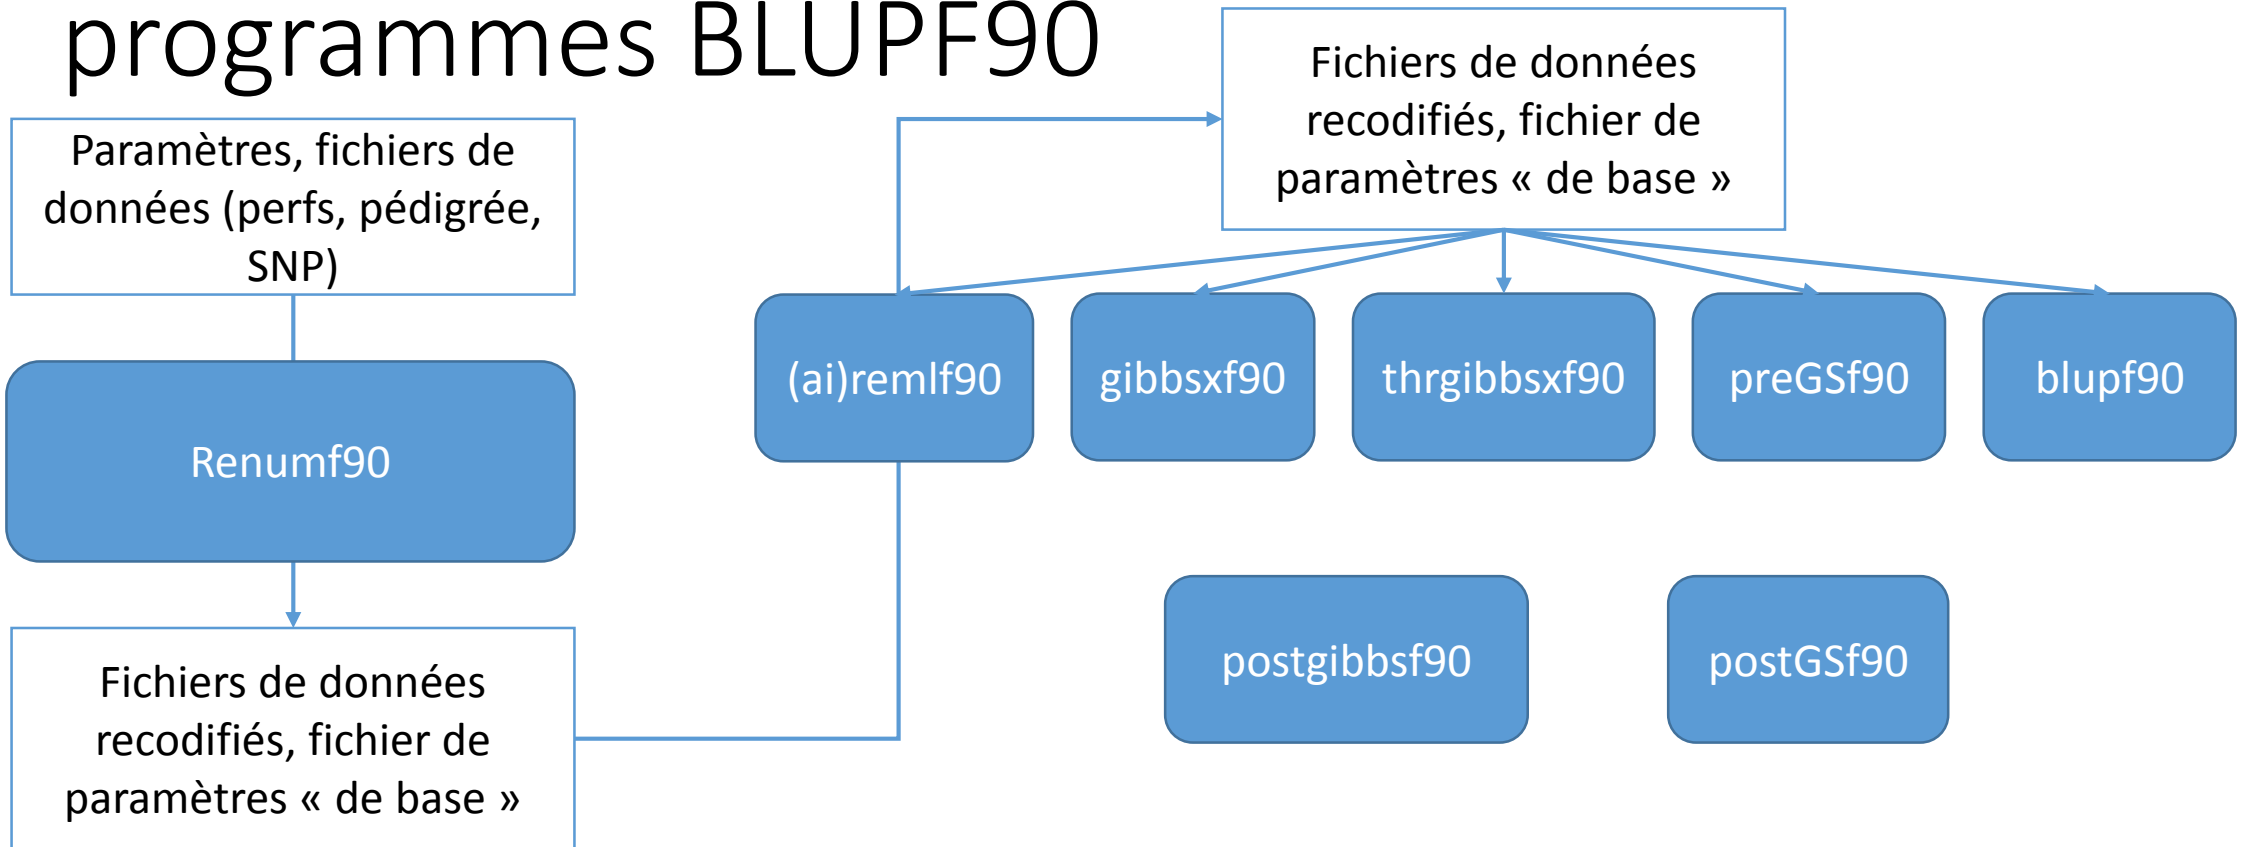 programmes BLUPF90
Paramètres, fichiers de
données (perfs, pédigrée,
SNP)
Renumf90
Fichiers de données
recodifiés, fichier de
paramètres « de base »
Fichiers de données
recodifiés, fichier de
paramètres « de base »
(ai)remlf90
gibbsxf90
thrgibbsxf90
preGSf90
blupf90
postgibbsf90
postGSf90